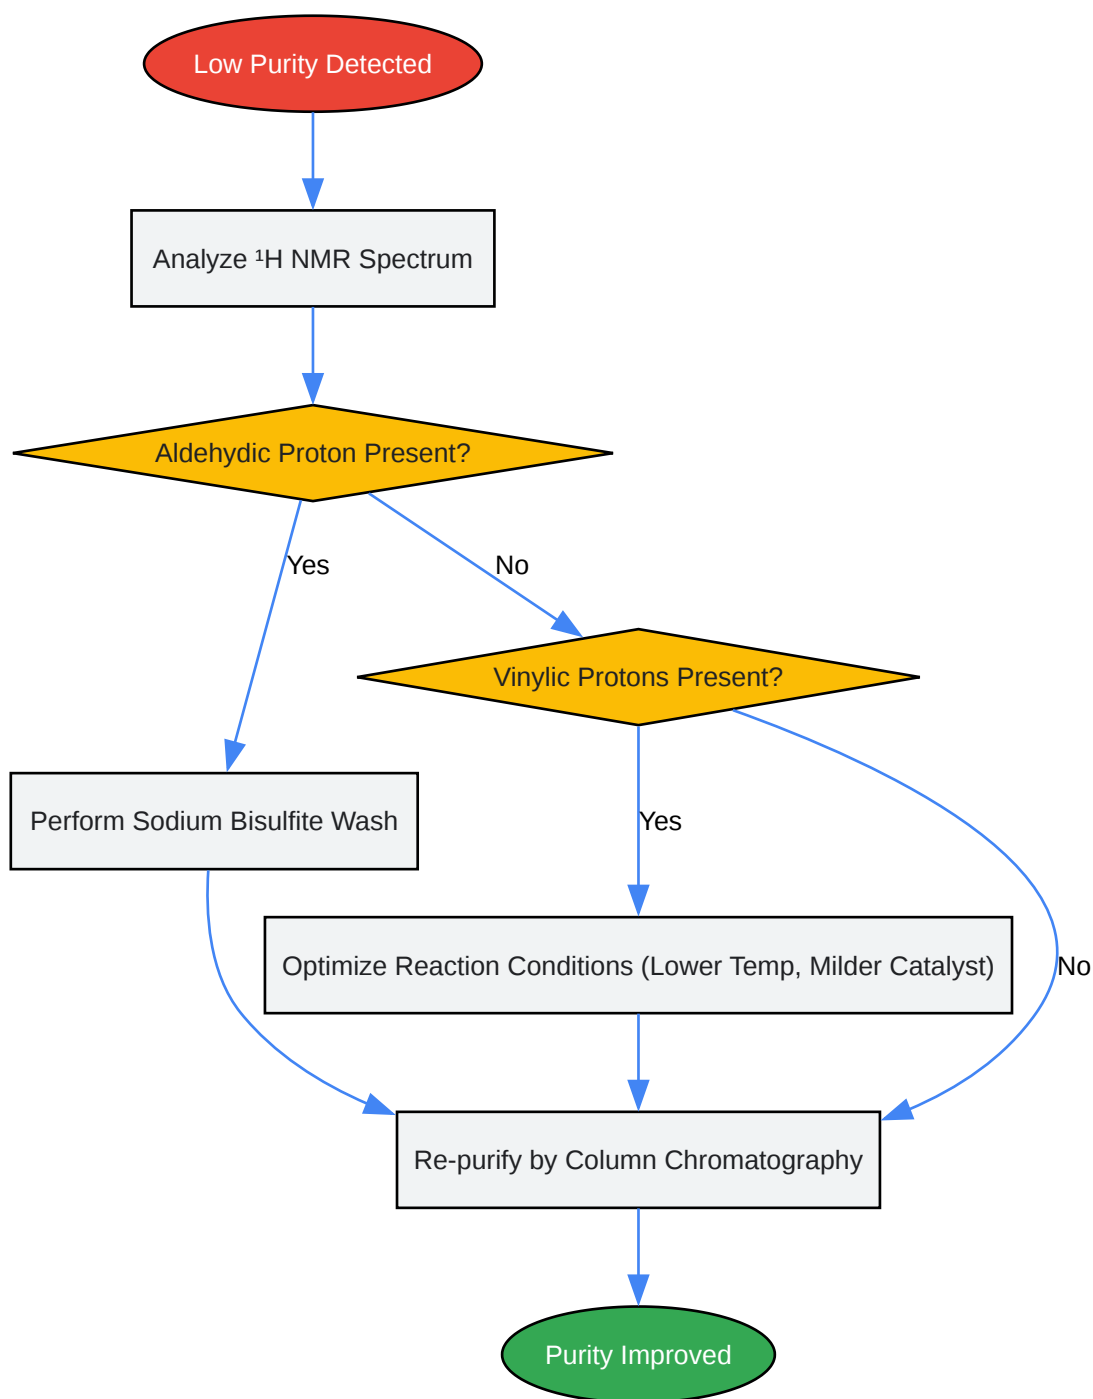 Low Purity Detected
Analyze ¹H NMR Spectrum
Aldehydic Proton Present?
Yes
No
Vinylic Protons Present?
Perform Sodium Bisulfite Wash
Yes
Optimize Reaction Conditions (Lower Temp, Milder Catalyst)
No
Re-purify by Column Chromatography
Purity Improved